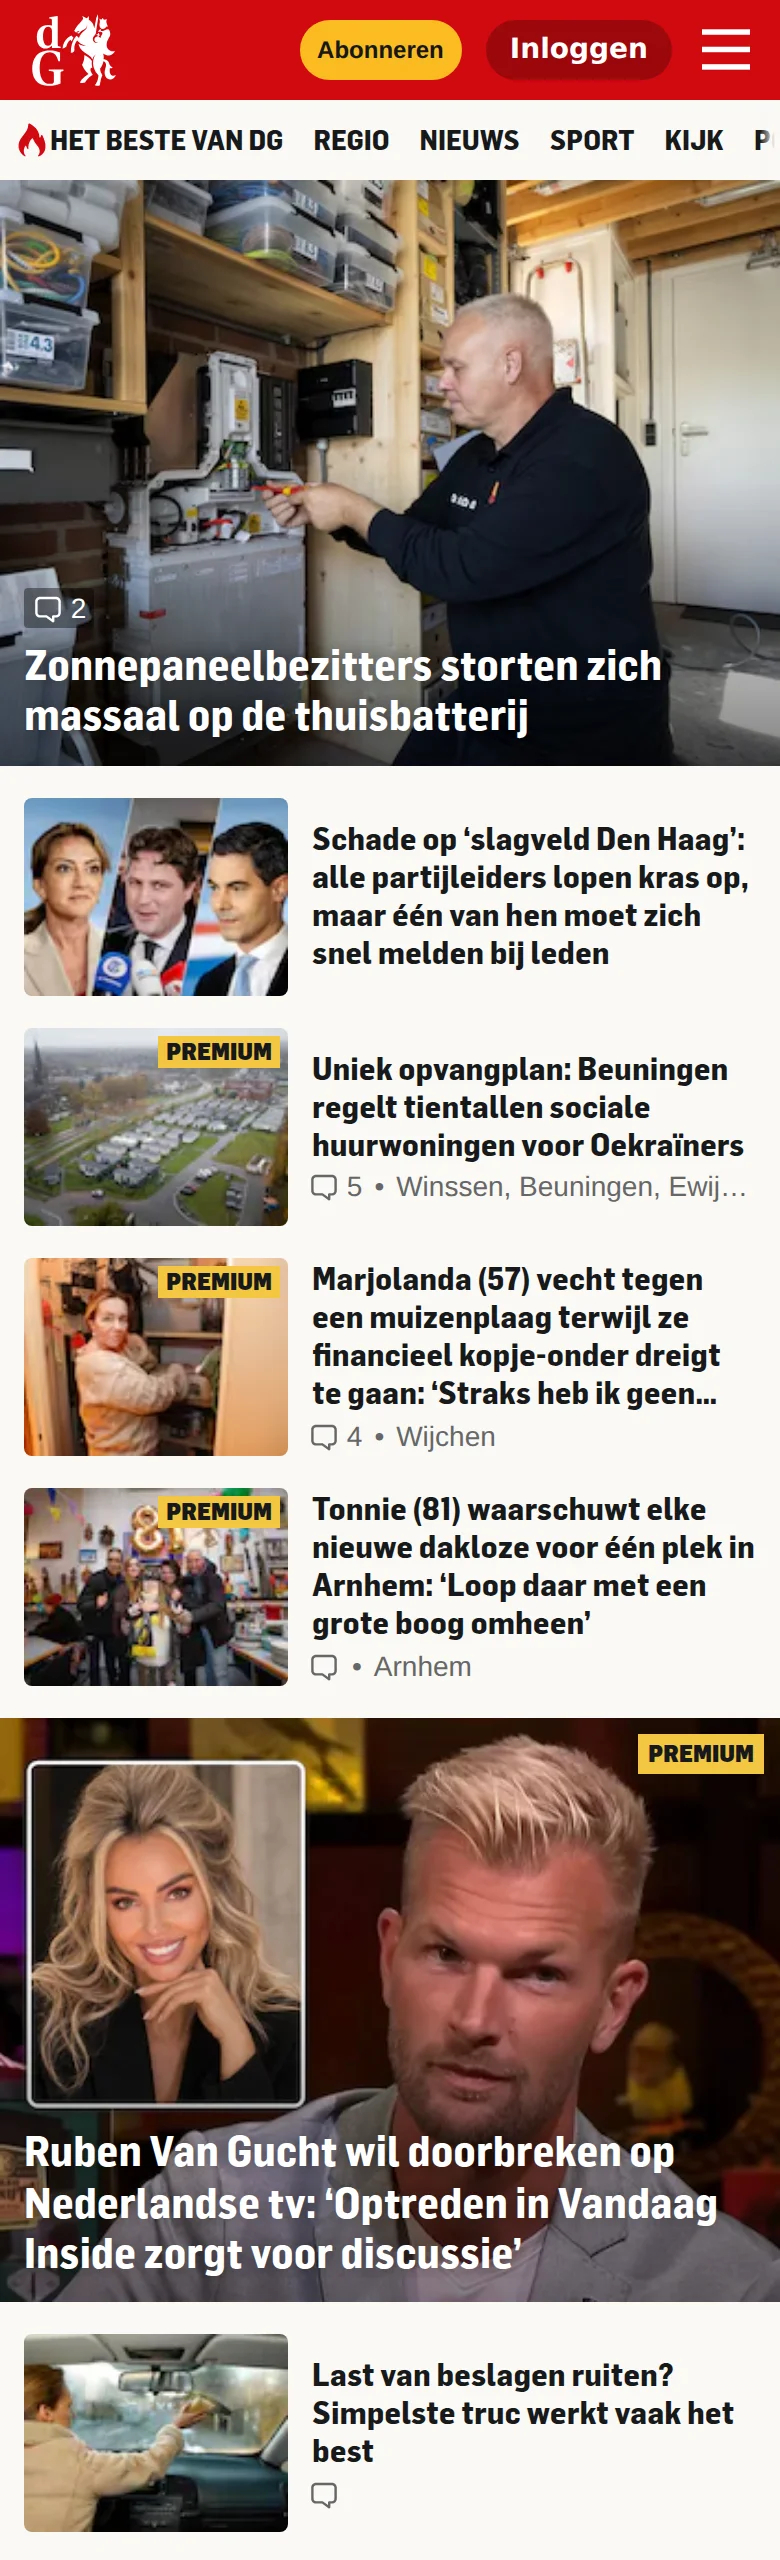 dG
Abonneren
Inloggen
HET BESTE VAN DG REGIO NIEUWS SPORT KIJK
4.3
2
Zonnepaneelbezitters storten zich
massaal op de thuisbatterij
Schade op ‘slagveld Den Haag’:
alle partijleiders lopen kras op,
maar één van hen moet zich
snel melden bij leden
PREMIUM
Uniek opvangplan: Beuningen
regelt tientallen sociale
huurwoningen voor Oekraïners
5 • Winssen, Beuningen, Ewij...
PREMIUM
Marjolanda (57) vecht tegen
een muizenplaag terwijl ze
financieel kopje-onder dreigt
te gaan: ‘Straks heb ik geen...
4 • Wijchen
PREMIUM
81
Tonnie (81) waarschuwt elke
nieuwe dakloze voor één plek in
Arnhem: ‘Loop daar met een
grote boog omheen’
• Arnhem
PREMIUM
Ruben Van Gucht wil doorbreken op
Nederlandse tv: ‘Optreden in Vandaag
Inside zorgt voor discussie’
Last van beslagen ruiten?
Simpelste truc werkt vaak het
best